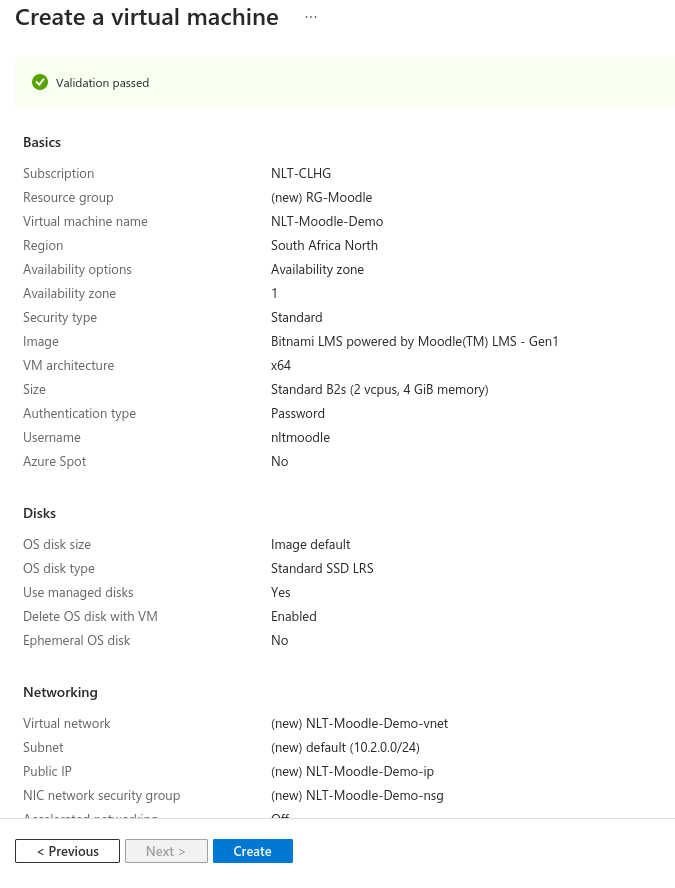 Create a virtual machine ...
Validation passed
Basics
Subscription NLT-CLHG
Resource group (new) RG-Moodle
Virtual machine name NLT-Moodle-Demo
Region South Africa North
Availability options Availability zone
Availability zone 1
Security type Standard
Image Bitnami LMS powered by Moodle(TM) LMS - Gen1
VM architecture x64
Size Standard B2s (2 vcpus, 4 GiB memory)
Authentication type Password
Username nltmoodle
Azure Spot No
Disks
OS disk size Image default
OS disk type Standard SSD LRS
Use managed disks Yes
Delete OS disk with VM Enabled
Ephemeral OS disk No
Networking
Virtual network (new) NLT-Moodle-Demo-vnet
Subnet (new) default (10.2.0.0/24)
Public IP (new) NLT-Moodle-Demo-ip
NIC network security group (new) NLT-Moodle-Demo-nsg
Accelerated networking Off
< Previous Next > Create